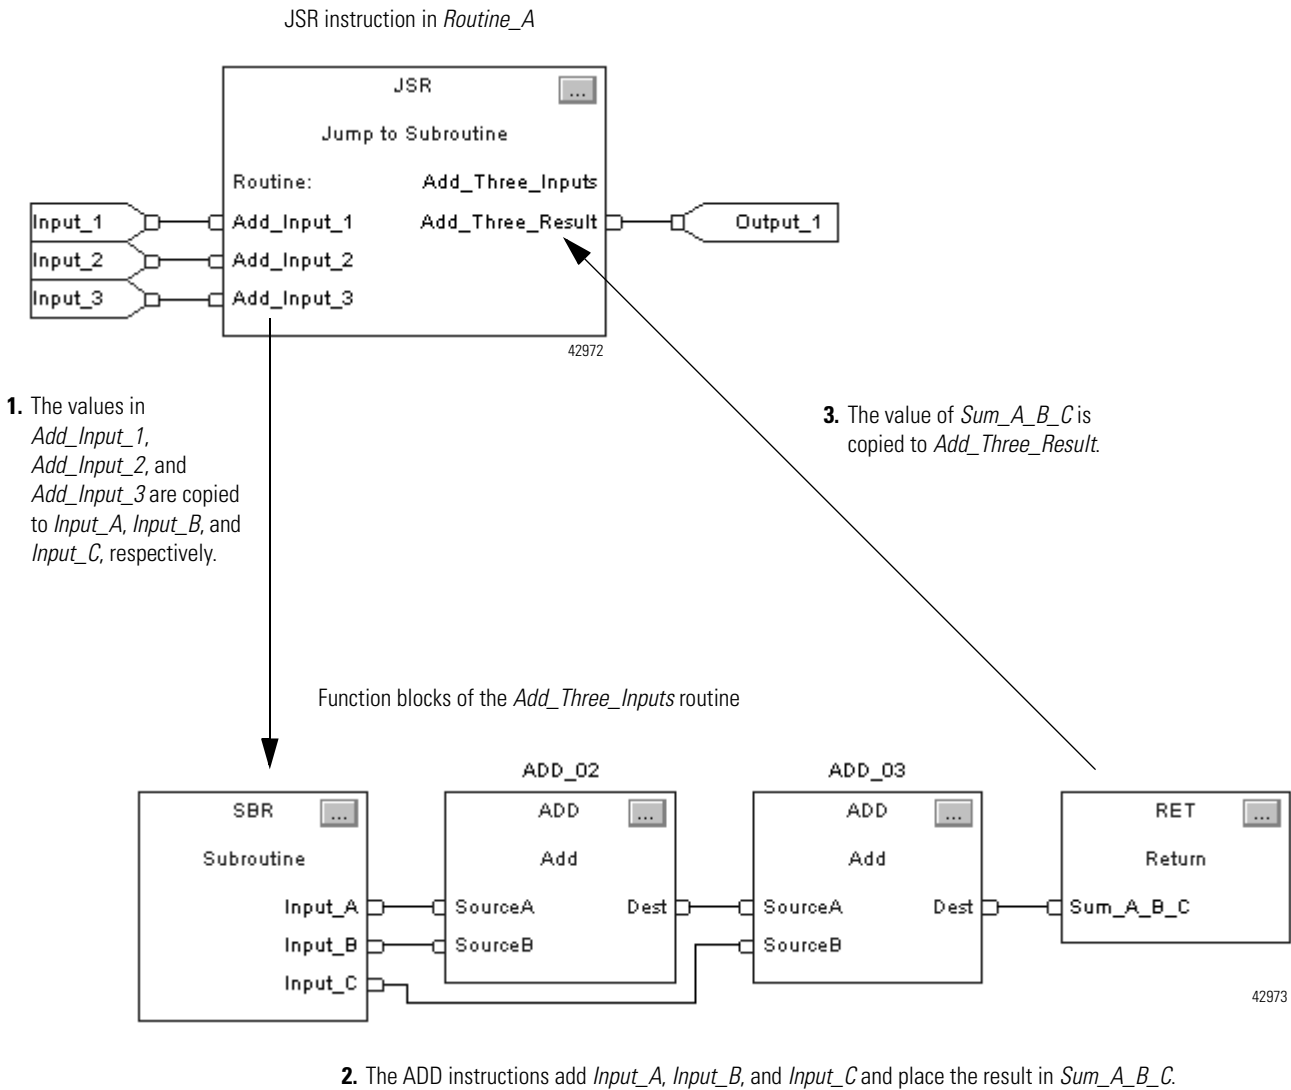 JSR instruction in Routine_A
JSR
...
Jump to Subroutine
Routine: Add_Three_Inputs
Input_1 Add_Input_1 Add_Three_Result Output_1
Input_2 Add_Input_2
Input_3 Add_Input_3
42972
1. The values in
Add_Input_1,
Add_Input_2, and
Add_Input_3 are copied
to Input_A, Input_B, and
Input_C, respectively.
3. The value of Sum_A_B_C is
copied to Add_Three_Result.
Function blocks of the Add_Three_Inputs routine
ADD_02 ADD_03
SBR ... ADD ... ADD ... RET ...
Subroutine Add Add Return
Input_A SourceA Dest SourceA Dest Sum_A_B_C
Input_B SourceB SourceB
Input_C
42973
2. The ADD instructions add Input_A, Input_B, and Input_C and place the result in Sum_A_B_C.